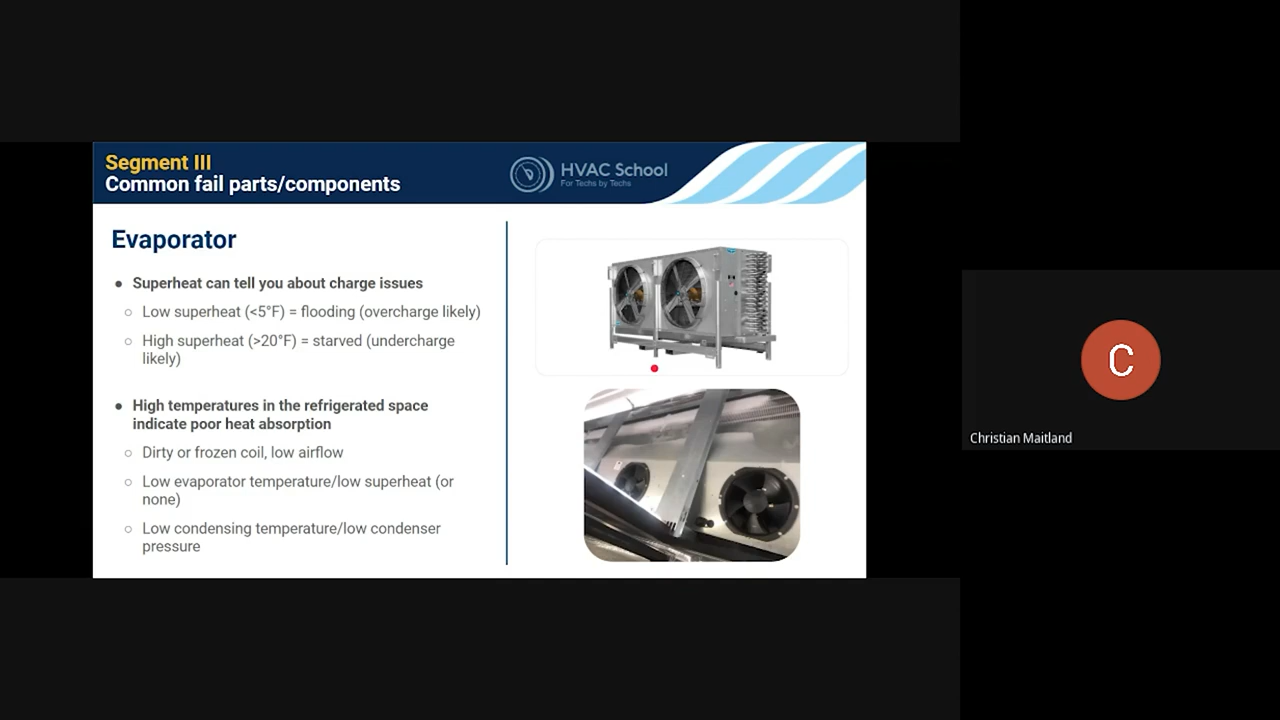 Segment III
Common fail parts/components
HVAC School
For Techs by Techs
Evaporator
● Superheat can tell you about charge issues
○ Low superheat (<5°F) = flooding (overcharge likely)
○ High superheat (>20°F) = starved (undercharge
likely)
● High temperatures in the refrigerated space
indicate poor heat absorption
○ Dirty or frozen coil, low airflow
○ Low evaporator temperature/low superheat (or
none)
○ Low condensing temperature/low condenser
pressure
C
Christian Maitland